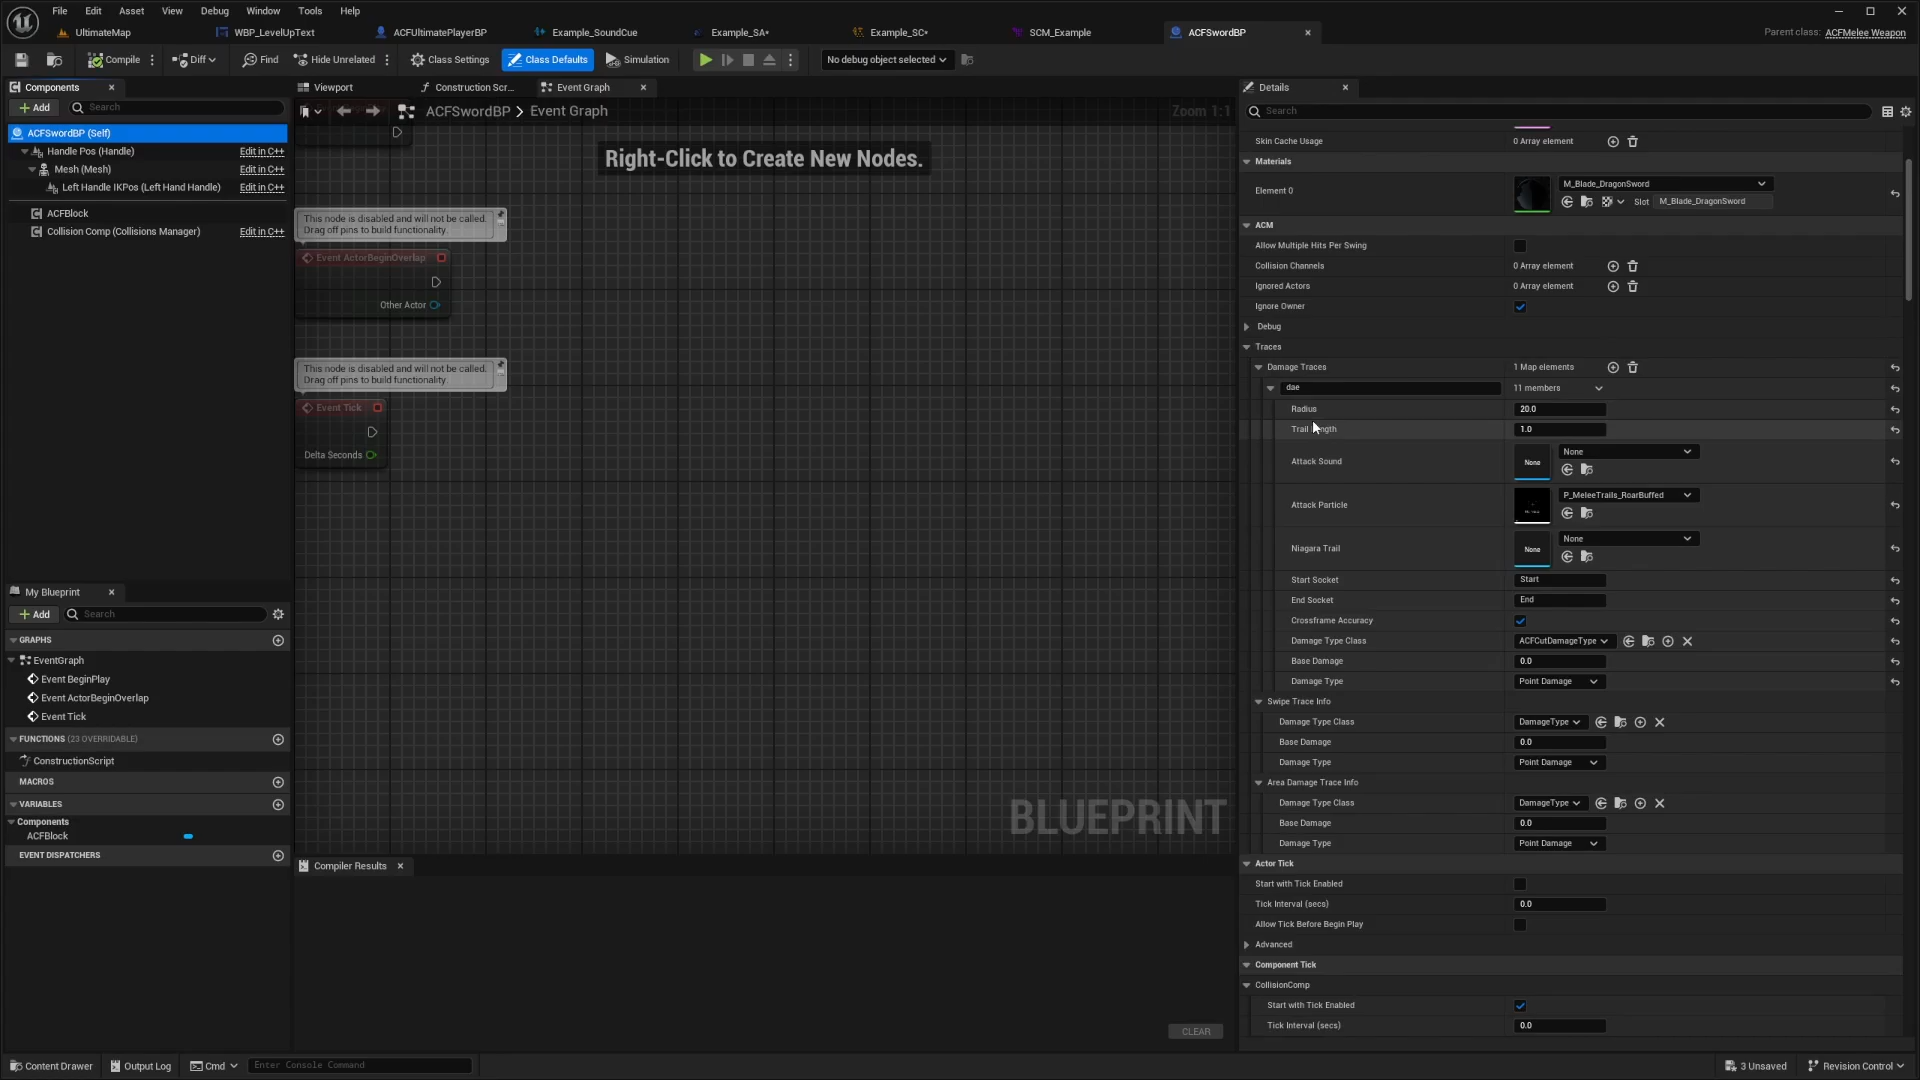 File Edit Asset View Debug Window Tools Help
UltimateMap WBP_LevelUpText ACFUltimatePlayerBP Example_SoundCue Example_SA* Example_SC* SCM_Example ACFSwordBP Parent class: ACFMelee Weapon
Compile Diff Find Hide Unrelated Class Settings Class Defaults Simulation No debug object selected
Components
Add Search
ACFSwordBP (Self)
Handle Pos (Handle) Edit in C++
Mesh (Mesh) Edit in C++
Left Handle IKPos (Left Hand Handle) Edit in C++
ACFBlock
Collision Comp (Collisions Manager) Edit in C++
My Blueprint
Add Search
GRAPHS
EventGraph
Event BeginPlay
Event ActorBeginOverlap
Event Tick
FUNCTIONS (23 OVERRIDABLE)
ConstructionScript
MACROS
VARIABLES
Components
ACFBlock
EVENT DISPATCHERS
Viewport Construction Scr... Event Graph
ACFSwordBP > Event Graph Zoom 1:1
Right-Click to Create New Nodes.
This node is disabled and will not be called.
Drag off pins to build functionality.
Event ActorBeginOverlap
Other Actor
This node is disabled and will not be called.
Drag off pins to build functionality.
Event Tick
Delta Seconds
BLUEPRINT
Compiler Results
CLEAR
Details
Search
Skin Cache Usage 0 Array element
Materials
Element 0 M_Blade_DragonSword
Slot M_Blade_DragonSword
ACM
Allow Multiple Hits Per Swing
Collision Channels 0 Array element
Ignored Actors 0 Array element
Ignore Owner
Debug
Traces
Damage Traces 1 Map elements
dae 11 members
Radius 20.0
Trail Length 1.0
Attack Sound None None
Attack Particle P_MeleeTrails_RoarBuffed
Niagara Trail None None
Start Socket Start
End Socket End
Crossframe Accuracy
Damage Type Class ACFCutDamageType
Base Damage 0.0
Damage Type Point Damage
Swipe Trace Info
Damage Type Class DamageType
Base Damage 0.0
Damage Type Point Damage
Area Damage Trace Info
Damage Type Class DamageType
Base Damage 0.0
Damage Type Point Damage
Actor Tick
Start with Tick Enabled
Tick Interval (secs) 0.0
Allow Tick Before Begin Play
Advanced
Component Tick
CollisionComp
Start with Tick Enabled
Tick Interval (secs) 0.0
Content Drawer Output Log Cmd Enter Console Command 3 Unsaved Revision Control